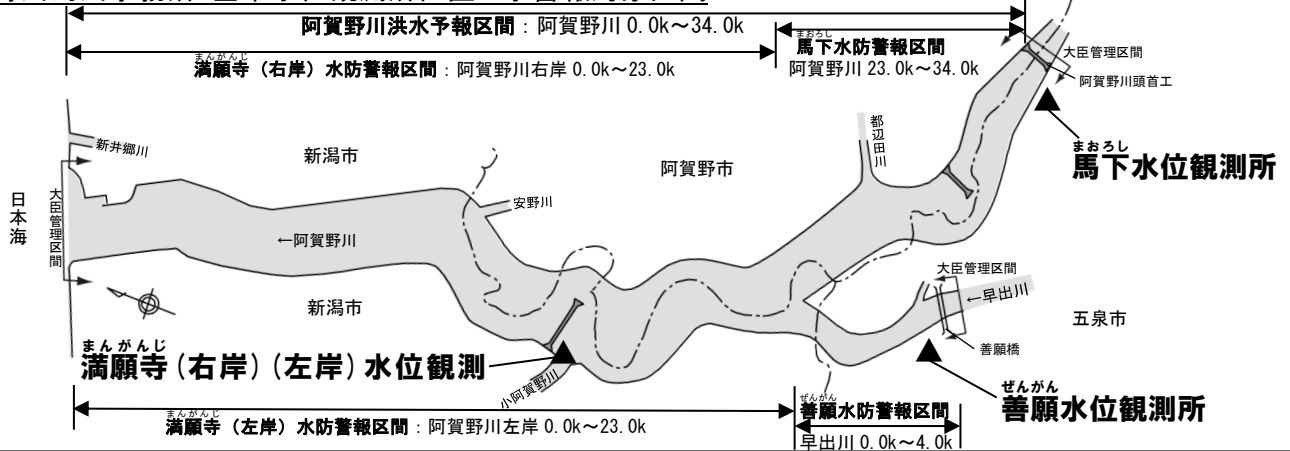 阿賀野川洪水予報区間：阿賀野川 0.0k～34.0k
まんがんじ
満願寺（右岸）水防警報区間：阿賀野川右岸 0.0k～23.0k
まおろし
馬下水防警報区間
阿賀野川 23.0k～34.0k
大臣管理区間
阿賀野川頭首工
まおろし
馬下水位観測所
新井郷川
新潟市
都辺田川
阿賀野市
日本海
大臣管理区間
安野川
←阿賀野川
新潟市
大臣管理区間
←早出川
五泉市
善願橋
まんがんじ
満願寺（右岸）（左岸）水位観測
小阿賀野川
ぜんがん
善願水位観測所
まんがんじ
満願寺（左岸）水防警報区間：阿賀野川左岸 0.0k～23.0k
ぜんがん
善願水防警報区間
早出川 0.0k～4.0k